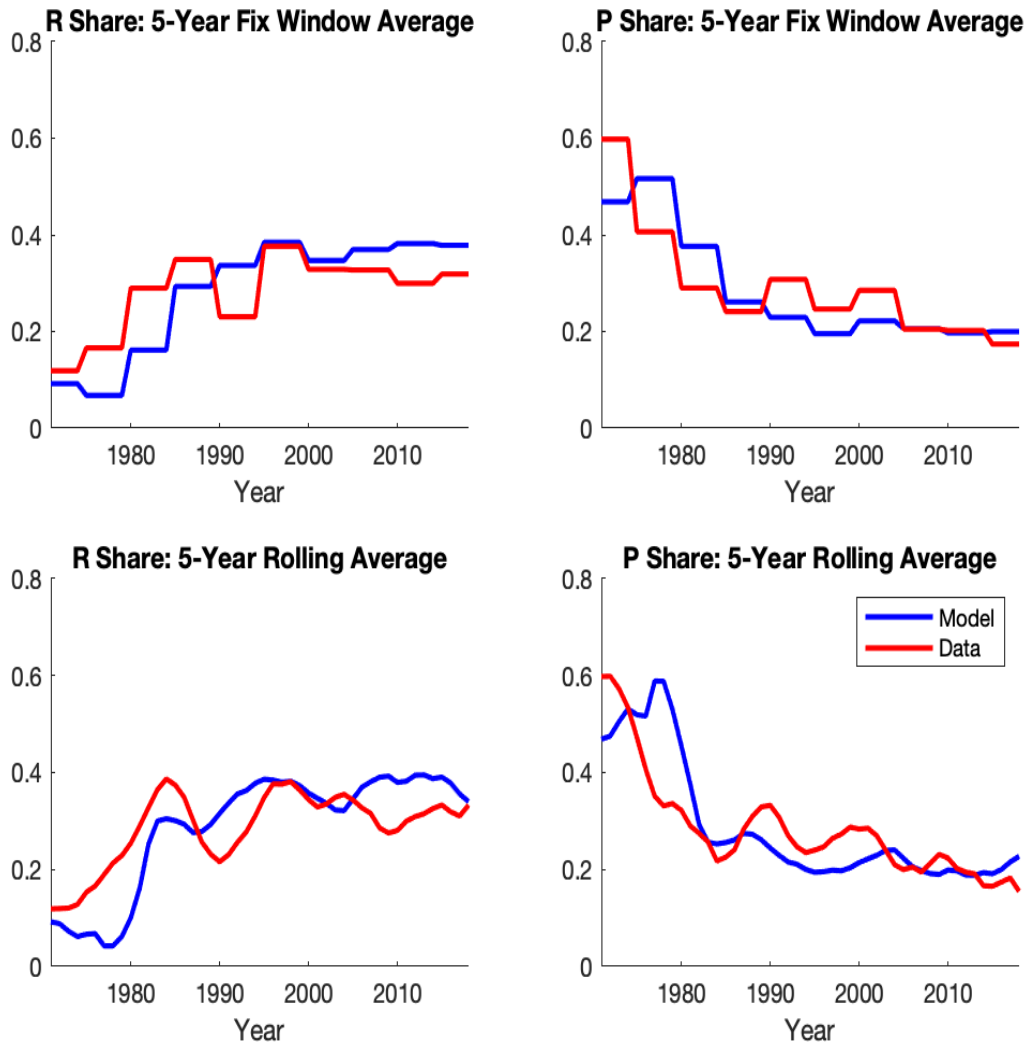 R Share: 5-Year Fix Window Average
0.8
0.6
0.4
0.2
0
1980 1990 2000 2010
Year
P Share: 5-Year Fix Window Average
0.8
0.6
0.4
0.2
0
1980 1990 2000 2010
Year
R Share: 5-Year Rolling Average
0.8
0.6
0.4
0.2
0
1980 1990 2000 2010
Year
P Share: 5-Year Rolling Average
0.8
Model
Data
0.6
0.4
0.2
0
1980 1990 2000 2010
Year